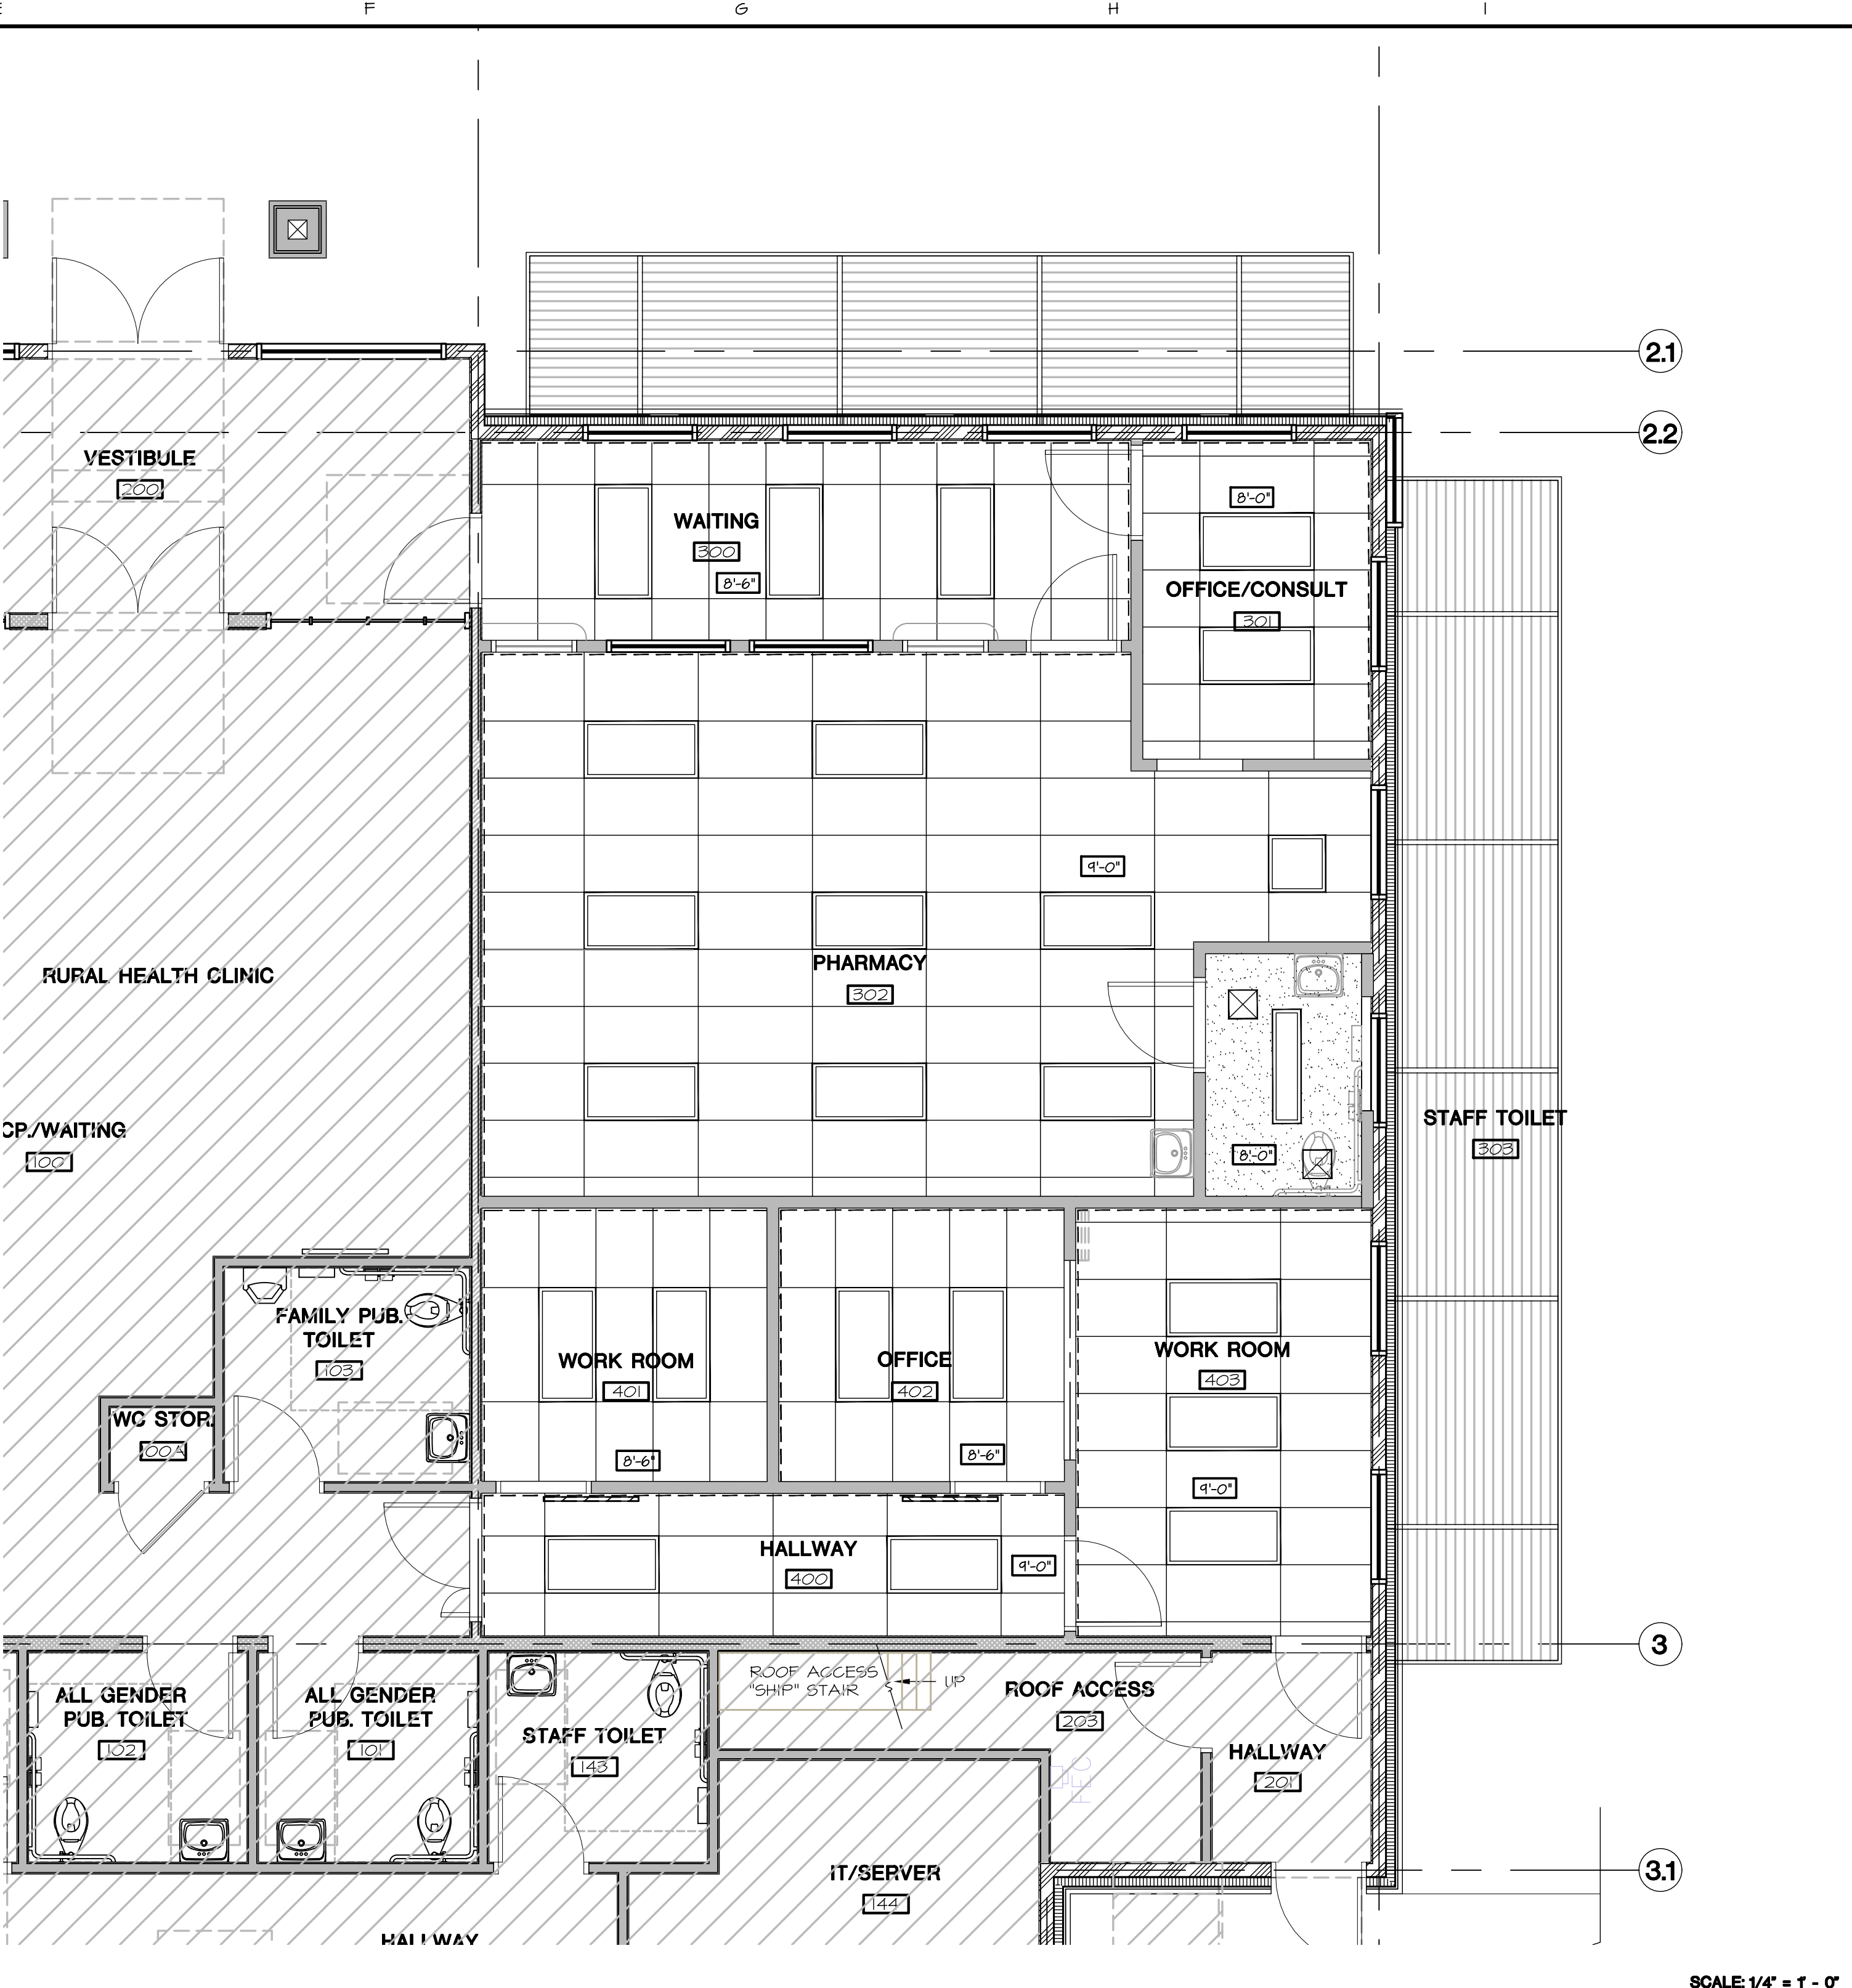 F G H I
2.1
2.2
VESTIBULE
200
8'-0"
WAITING
300
8'-6"
OFFICE/CONSULT
301
9'-0"
PHARMACY
302
RURAL HEALTH CLINIC
STAFF TOILET
303
CP./WAITING
100
8'-0"
FAMILY PUB.
TOILET
103
WORK ROOM
401
8'-6"
OFFICE
402
8'-6"
WORK ROOM
403
9'-0"
WC STOR.
00A
HALLWAY
400
9'-0"
3
ROOF ACCESS
"SHIP" STAIR
UP
ROOF ACCESS
203
ALL GENDER
PUB. TOILET
102
ALL GENDER
PUB. TOILET
101
STAFF TOILET
143
HALLWAY
201
FEC
IT/SERVER
144
3.1
HALLWAY
SCALE: 1/4" = 1' - 0"